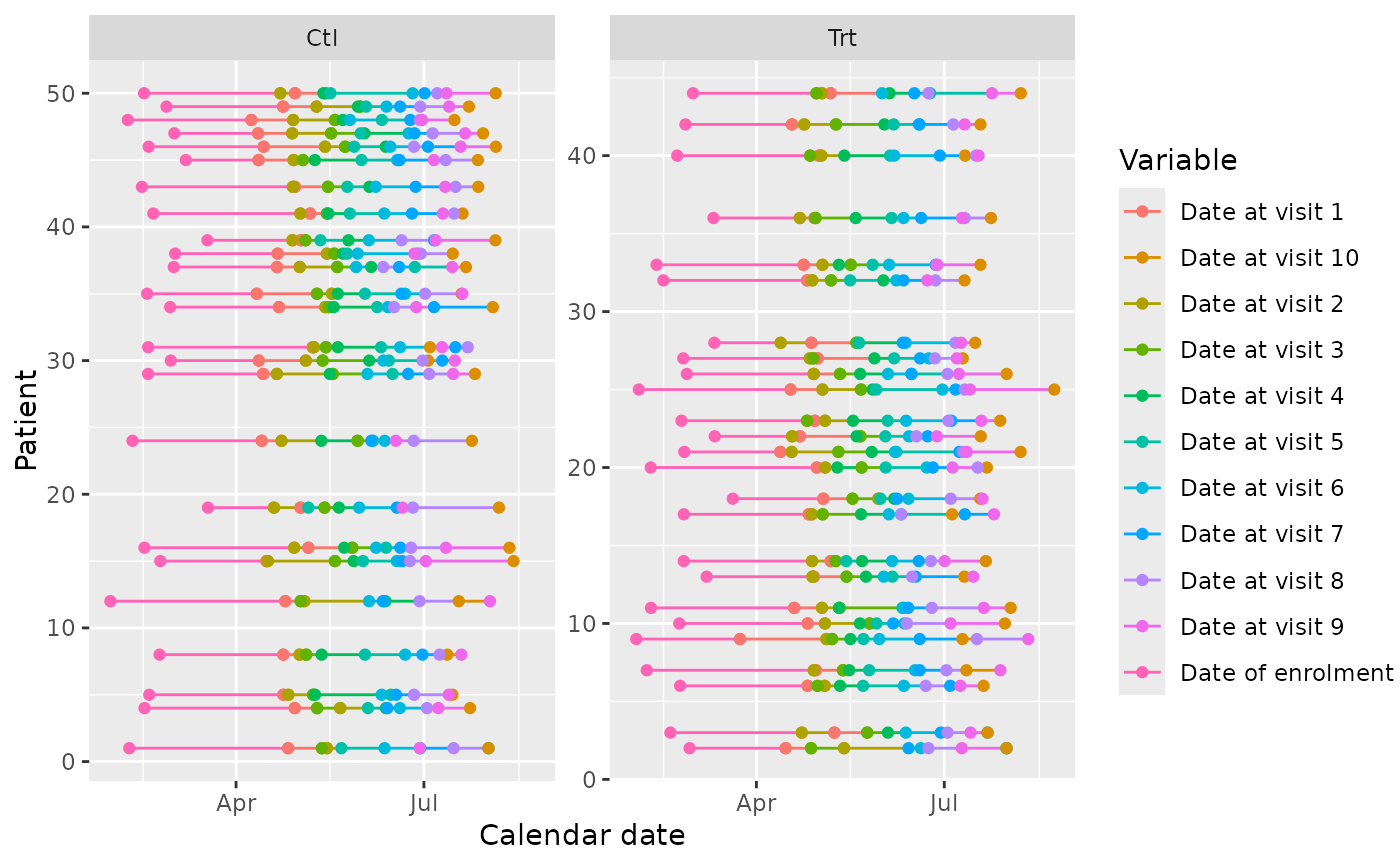 Ctl
Trt
50
40
30
20
10
0
40
30
20
10
0
Patient
Apr
Jul
Apr
Jul
Calendar date
Variable
Date at visit 1
Date at visit 10
Date at visit 2
Date at visit 3
Date at visit 4
Date at visit 5
Date at visit 6
Date at visit 7
Date at visit 8
Date at visit 9
Date of enrolment